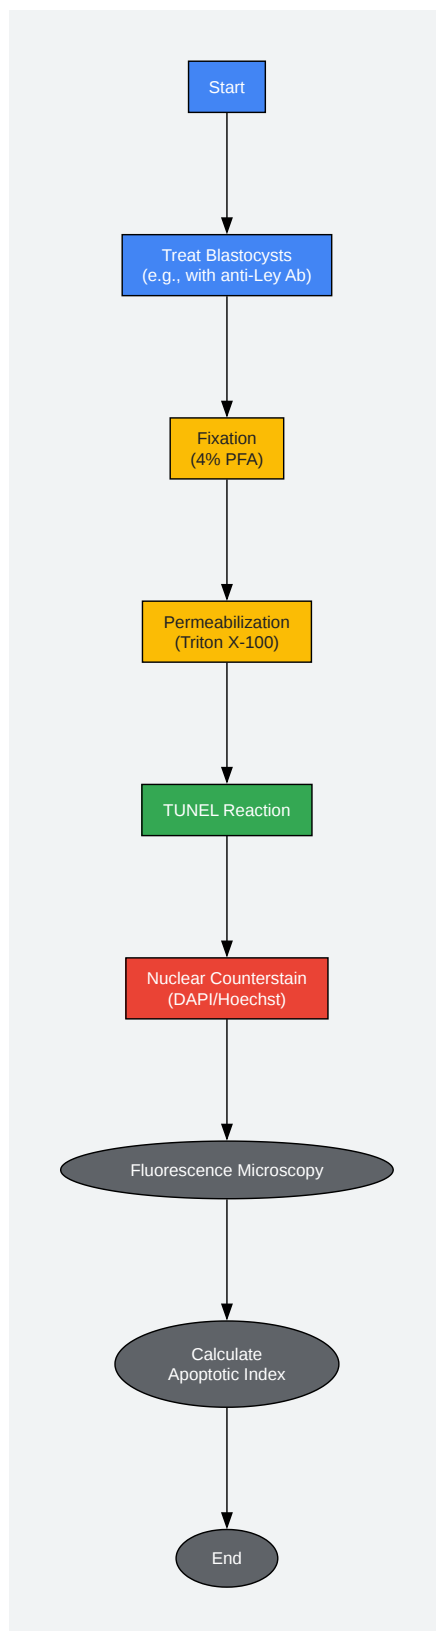 Start
Treat Blastocysts
(e.g., with anti-Ley Ab)
Fixation
(4% PFA)
Permeabilization
(Triton X-100)
TUNEL Reaction
Nuclear Counterstain
(DAPI/Hoechst)
Fluorescence Microscopy
Calculate
Apoptotic Index
End